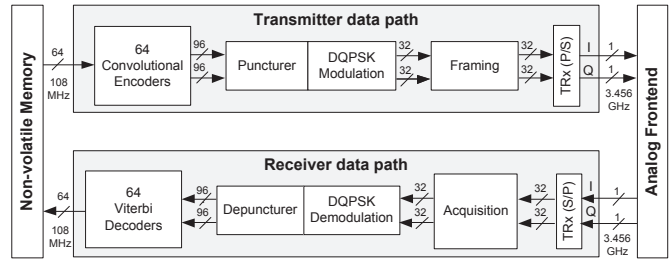 Transmitter data path
Non-volatile Memory
64
108
MHz
64
Convolutional
Encoders
96
96
Puncturer
DQPSK
Modulation
32
32
Framing
32
32
TRx (P/S)
I
Q
1
1
3.456
GHz
Analog Frontend
Receiver data path
64
108
MHz
64
Viterbi
Decoders
96
96
Depuncturer
DQPSK
Demodulation
32
32
Acquisition
32
32
TRx (S/P)
I
Q
1
1
3.456
GHz